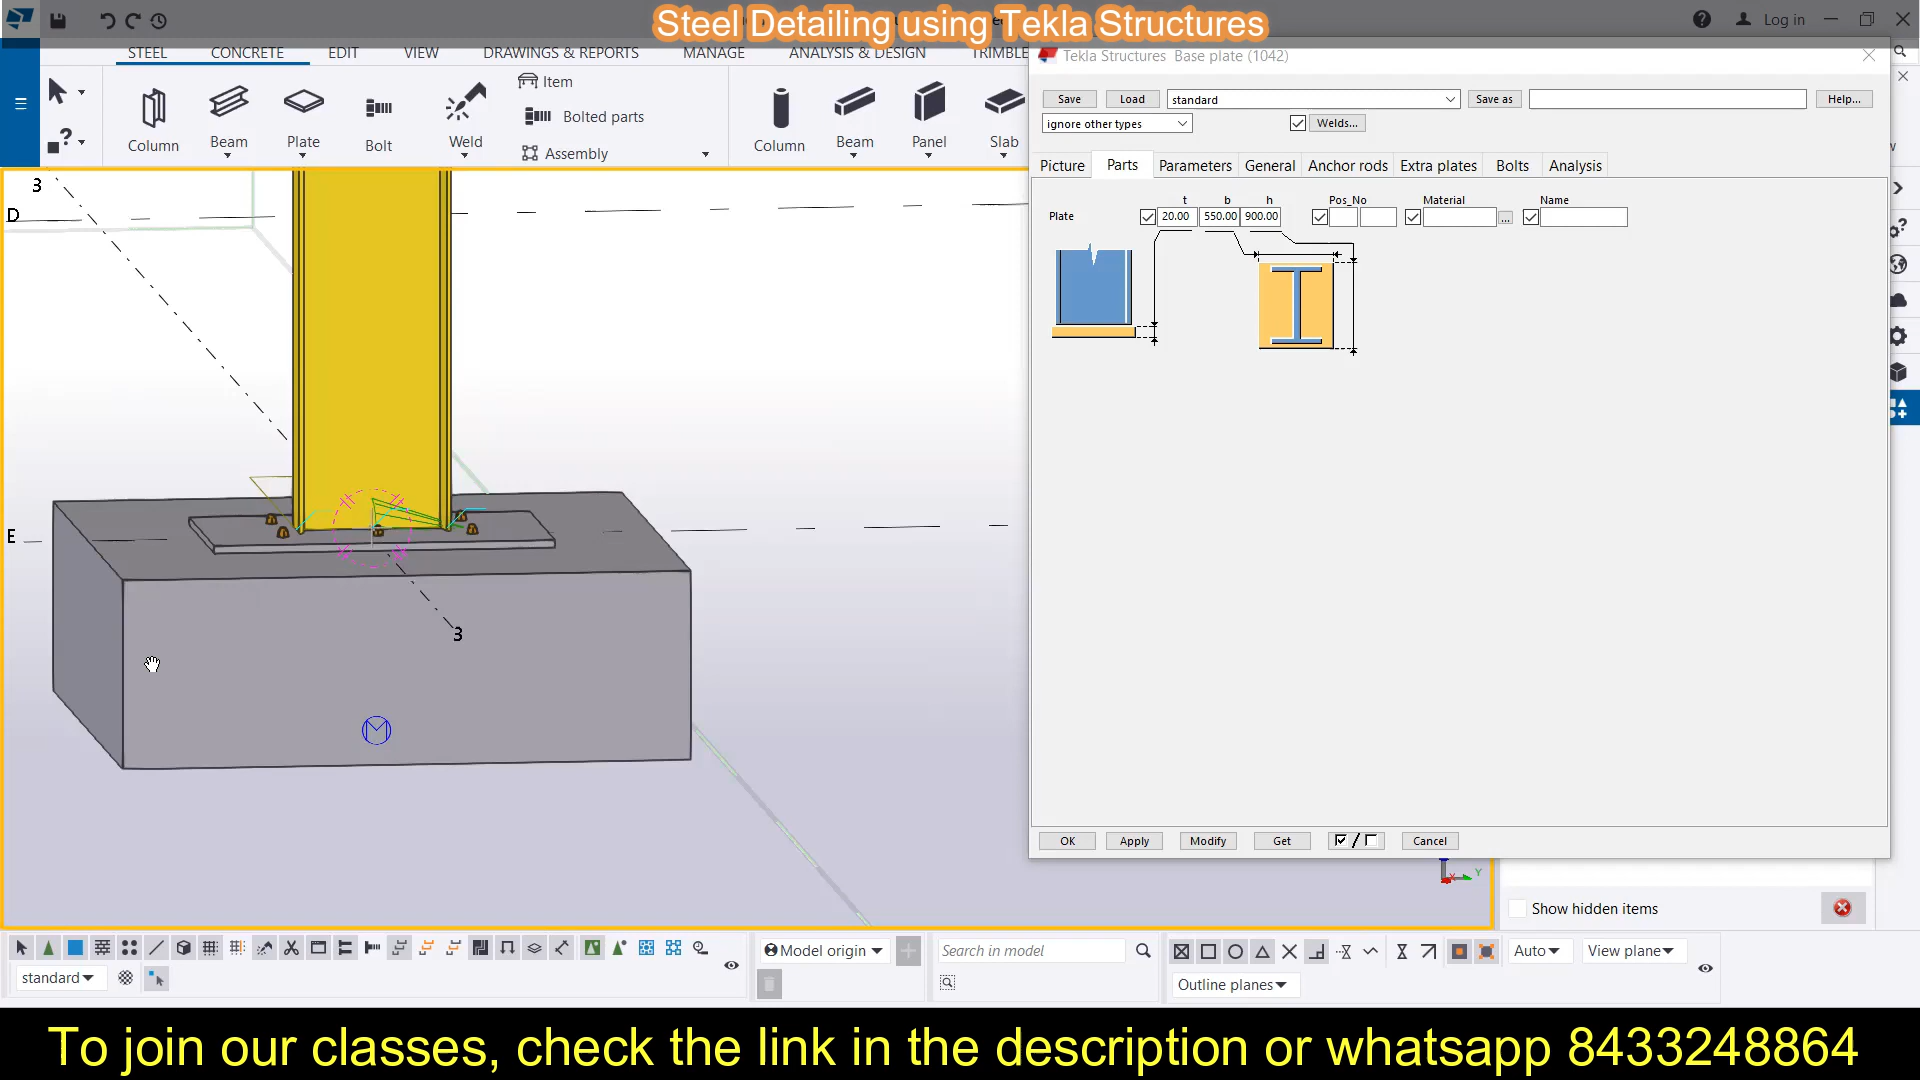 Steel Detailing using Tekla Structures
Log in
STEEL CONCRETE EDIT VIEW DRAWINGS & REPORTS MANAGE ANALYSIS & DESIGN TRIMBLE
Column Beam Plate Bolt Weld
Item
Bolted parts
Assembly
Column Beam Panel Slab
Tekla Structures Base plate (1042)
Save Load standard Save as Help...
ignore other types Welds...
Picture Parts Parameters General Anchor rods Extra plates Bolts Analysis
t b h Pos_No Material Name
Plate 20.00 550.00 900.00 ...
3
D
E
3
M
OK Apply Modify Get Cancel
Y
Show hidden items
Model origin
Search in model
Auto
View plane
standard
Outline planes
To join our classes, check the link in the description or whatsapp 8433248864